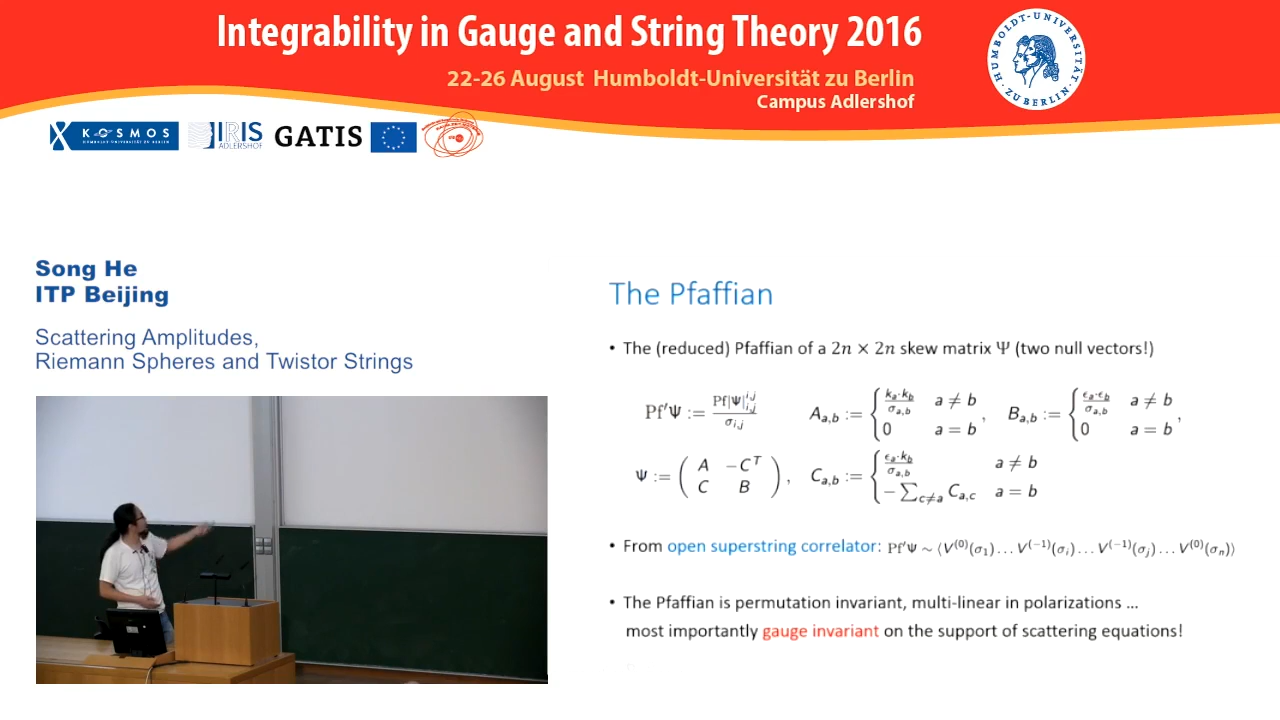 Integrability in Gauge and String Theory 2016
22-26 August Humboldt-Universität zu Berlin
Campus Adlershof
HUMBOLDT-UNIVERSITÄT ZU BERLIN
KOSMOS
HUMBOLDT-UNIVERSITÄT ZU BERLIN
IRIS
ADLERSHOF
GATIS
Song He
ITP Beijing
Scattering Amplitudes,
Riemann Spheres and Twistor Strings
The Pfaffian
• The (reduced) Pfaffian of a 2n × 2n skew matrix Ψ (two null vectors!)
Pf′Ψ := Pf|Ψ|^{i,j}_{i,j} / σ_{i,j}   A_{a,b} := { k_a·k_b / σ_{a,b}  a ≠ b ; 0  a = b ,   B_{a,b} := { ϵ_a·ϵ_b / σ_{a,b}  a ≠ b ; 0  a = b ,
Ψ := ( A  −C^T ; C  B ) ,   C_{a,b} := { ϵ_a·k_b / σ_{a,b}  a ≠ b ; −∑_{c≠a} C_{a,c}  a = b
• From open superstring correlator: Pf′Ψ ~ ⟨V^{(0)}(σ_1) … V^{(−1)}(σ_i) … V^{(−1)}(σ_j) … V^{(0)}(σ_n)⟩
• The Pfaffian is permutation invariant, multi-linear in polarizations …
most importantly gauge invariant on the support of scattering equations!